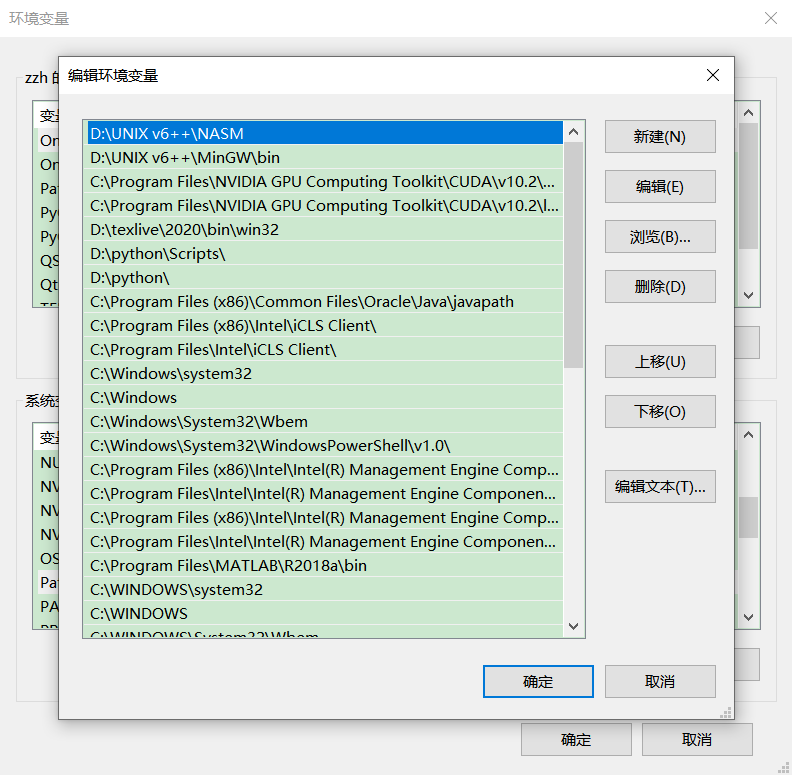 环境变量
zzh 的
编辑环境变量
变量
On
On
Pat
Py
Py
QS
Qt
D:\UNIX v6++\NASM
D:\UNIX v6++\MinGW\bin
C:\Program Files\NVIDIA GPU Computing Toolkit\CUDA\v10.2\...
C:\Program Files\NVIDIA GPU Computing Toolkit\CUDA\v10.2\l...
D:\texlive\2020\bin\win32
D:\python\Scripts\
D:\python\
C:\Program Files (x86)\Common Files\Oracle\Java\javapath
C:\Program Files (x86)\Intel\iCLS Client\
C:\Program Files\Intel\iCLS Client\
C:\Windows\system32
C:\Windows
C:\Windows\System32\Wbem
C:\Windows\System32\WindowsPowerShell\v1.0\
C:\Program Files (x86)\Intel\Intel(R) Management Engine Comp...
C:\Program Files\Intel\Intel(R) Management Engine Componen...
C:\Program Files (x86)\Intel\Intel(R) Management Engine Comp...
C:\Program Files\Intel\Intel(R) Management Engine Componen...
C:\Program Files\MATLAB\R2018a\bin
C:\WINDOWS\system32
C:\WINDOWS
C:\WINDOWS\System32\Wbem
新建(N)
编辑(E)
浏览(B)...
删除(D)
上移(U)
下移(O)
编辑文本(T)...
系统变
变量
NU
NV
NV
NV
OS
Pat
PA
确定
取消
确定
取消